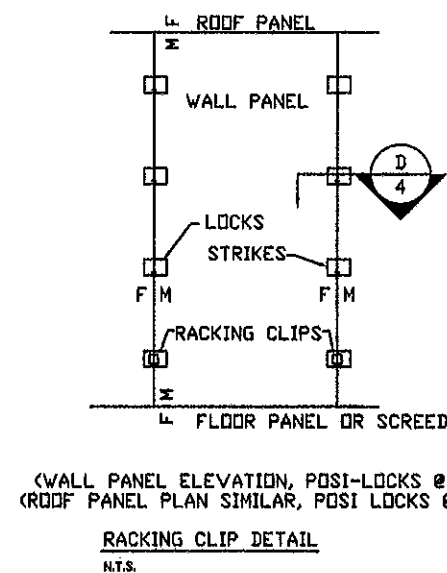 F ROOF PANEL
M
WALL PANEL
D
4
LOCKS
STRIKES
F M F M
RACKING CLIPS
M
F FLOOR PANEL OR SCREED
(WALL PANEL ELEVATION, POSI-LOCKS @
(ROOF PANEL PLAN SIMILAR, POSI LOCKS @
RACKING CLIP DETAIL
N.T.S.